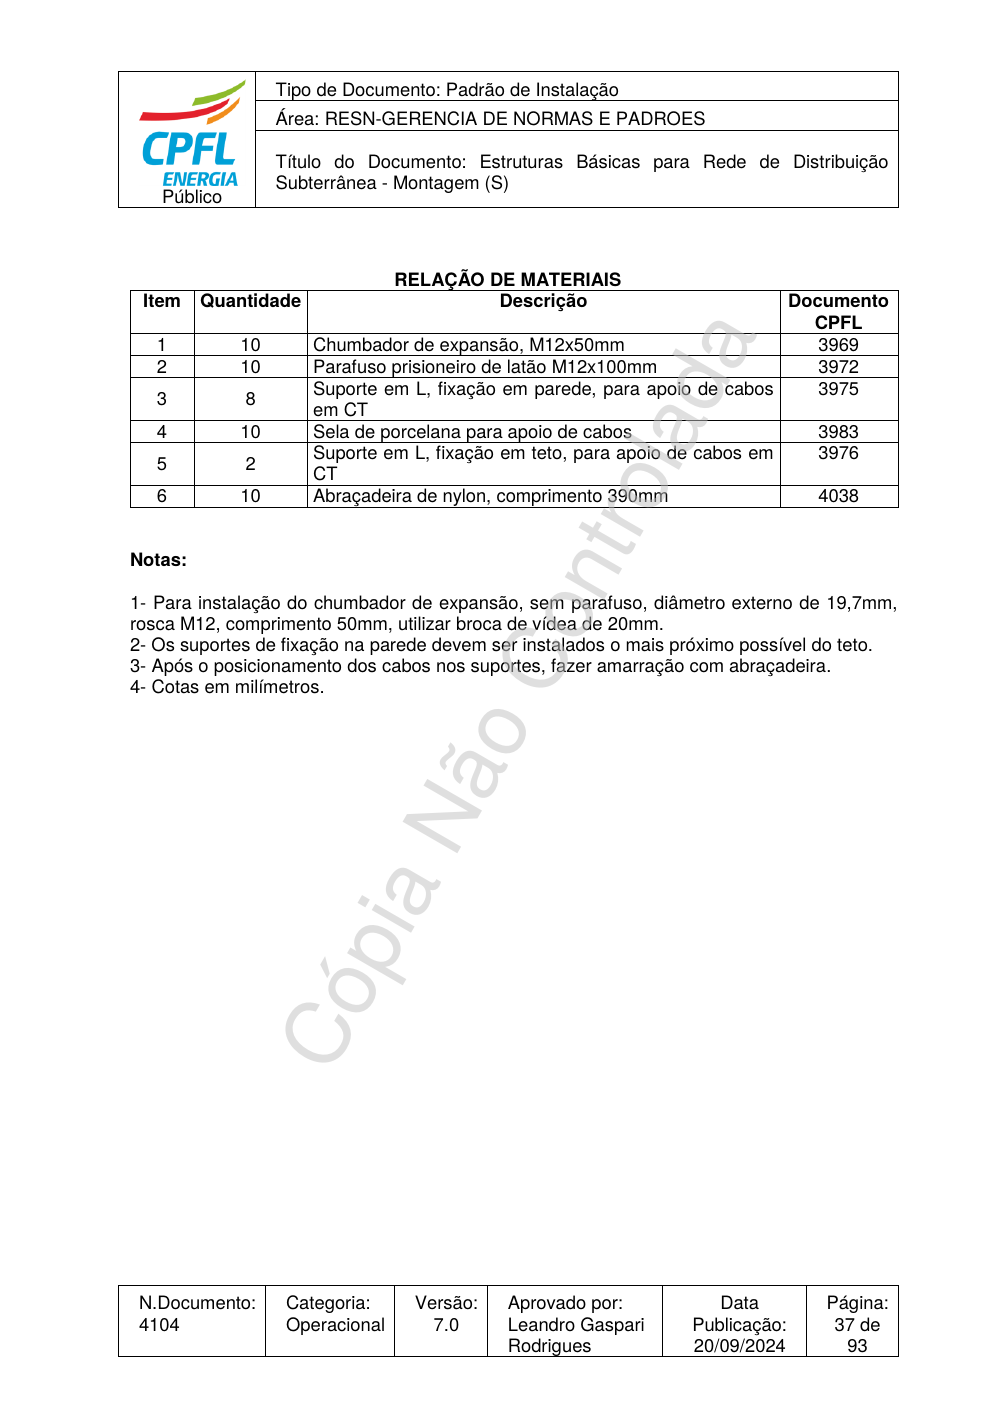 CPFL
ENERGIA
Público
Tipo de Documento: Padrão de Instalação
Área: RESN-GERENCIA DE NORMAS E PADROES
Título do Documento: Estruturas Básicas para Rede de Distribuição
Subterrânea - Montagem (S)
RELAÇÃO DE MATERIAIS
Item Quantidade Descrição Documento
CPFL
1 10 Chumbador de expansão, M12x50mm 3969
2 10 Parafuso prisioneiro de latão M12x100mm 3972
3 8 Suporte em L, fixação em parede, para apoio de cabos 3975
em CT
4 10 Sela de porcelana para apoio de cabos 3983
5 2 Suporte em L, fixação em teto, para apoio de cabos em 3976
CT
6 10 Abraçadeira de nylon, comprimento 390mm 4038
Notas:
1- Para instalação do chumbador de expansão, sem parafuso, diâmetro externo de 19,7mm,
rosca M12, comprimento 50mm, utilizar broca de vídea de 20mm.
2- Os suportes de fixação na parede devem ser instalados o mais próximo possível do teto.
3- Após o posicionamento dos cabos nos suportes, fazer amarração com abraçadeira.
4- Cotas em milímetros.
Cópia Não Controlada
N.Documento: Categoria: Versão: Aprovado por: Data Página:
4104 Operacional 7.0 Leandro Gaspari Publicação: 37 de
Rodrigues 20/09/2024 93